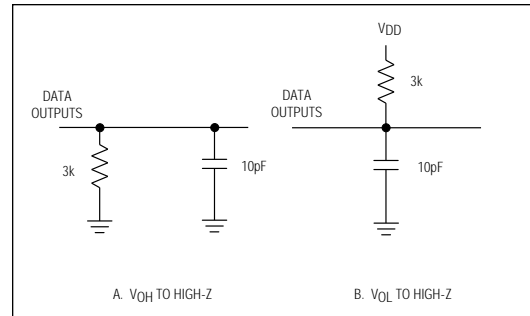 DATA
OUTPUTS
3k
10pF
A. VOH TO HIGH-Z
VDD
3k
DATA
OUTPUTS
10pF
B. VOL TO HIGH-Z